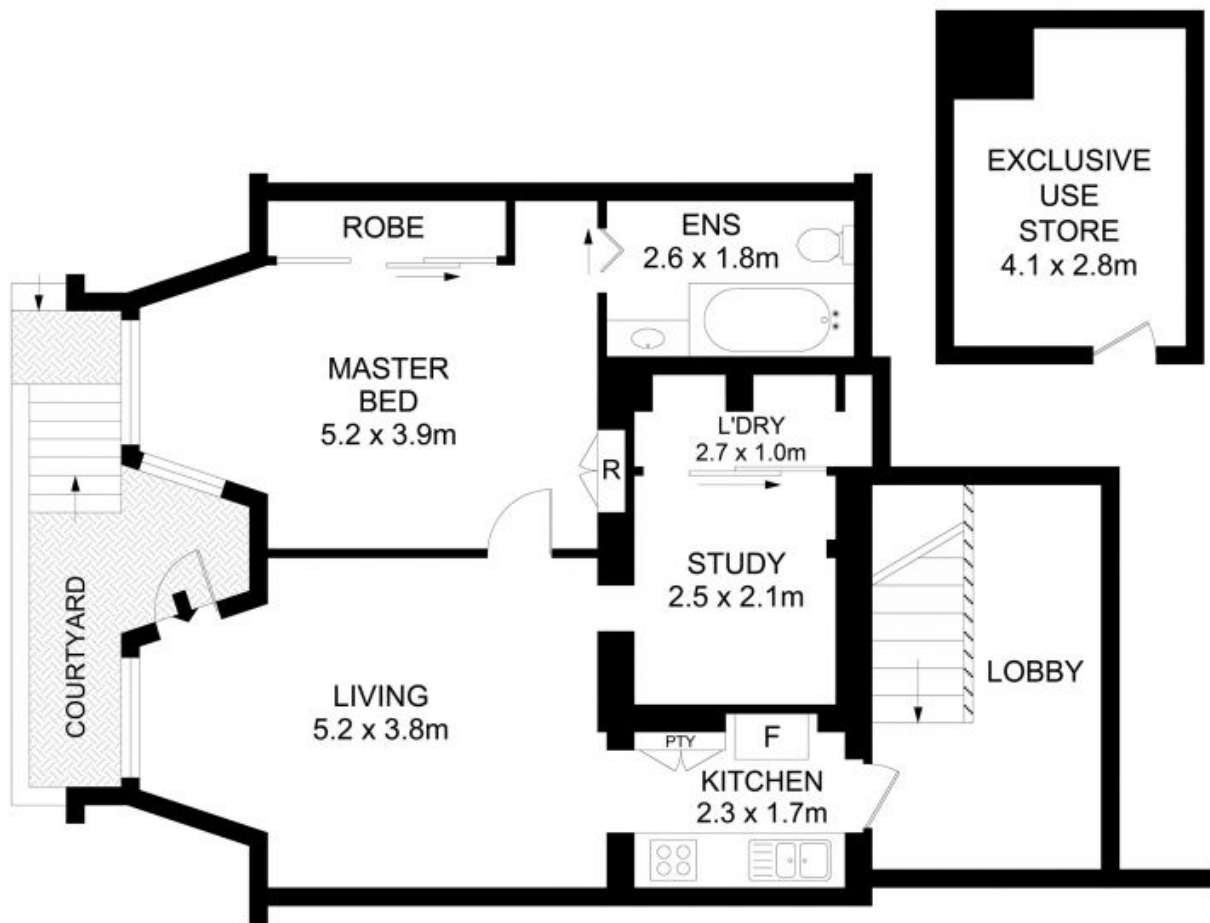 EXCLUSIVE
USE
STORE
4.1 x 2.8m
ROBE
ENS
2.6 x 1.8m
MASTER
BED
5.2 x 3.9m
R
L'DRY
2.7 x 1.0m
STUDY
2.5 x 2.1m
COURTYARD
LIVING
5.2 x 3.8m
LOBBY
PTY
F
KITCHEN
2.3 x 1.7m